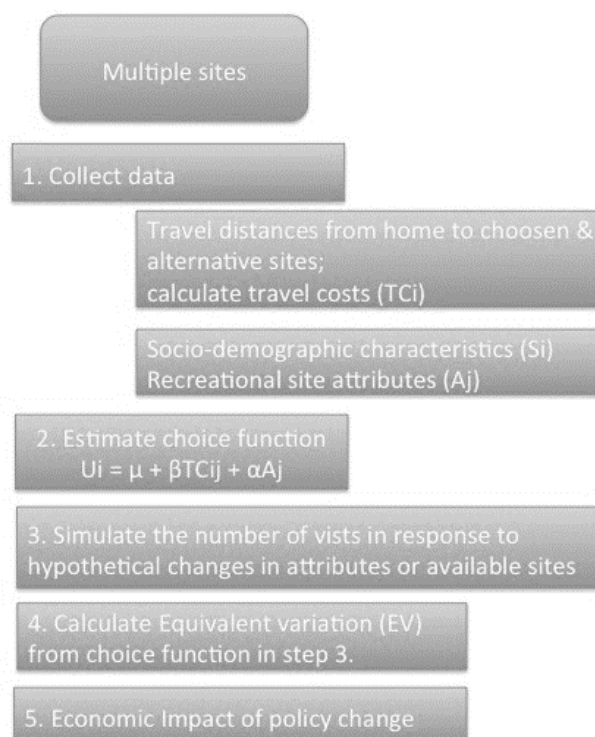 Multiple sites
1. Collect data
Travel distances from home to choosen &
alternative sites;
calculate travel costs (TCi)
Socio-demographic characteristics (Si)
Recreational site attributes (Aj)
2. Estimate choice function
Ui = μ + βTCij + αAj
3. Simulate the number of vists in response to
hypothetical changes in attributes or available sites
4. Calculate Equivalent variation (EV)
from choice function in step 3.
5. Economic Impact of policy change